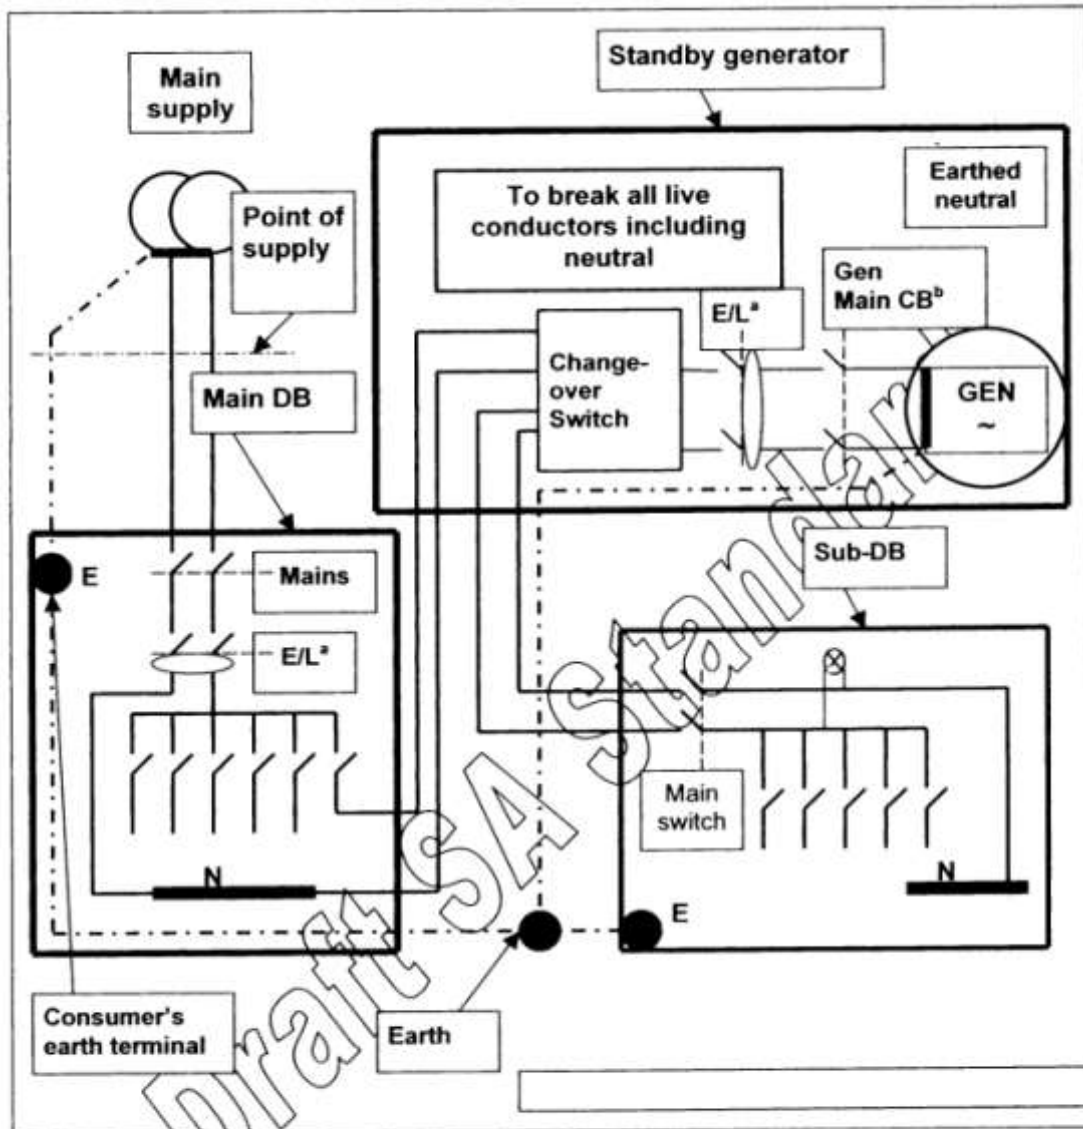 Standby generator
Main
supply
Earthed
neutral
To break all live
conductors including
neutral
Point of
supply
Gen
Main CBᵇ
E/Lᵃ
Change-
over
Switch
GEN
~
Main DB
Sub-DB
E
Mains
E/Lᵃ
Main
switch
N
N
E
Consumer's
earth terminal
Earth
Draft SA Standard